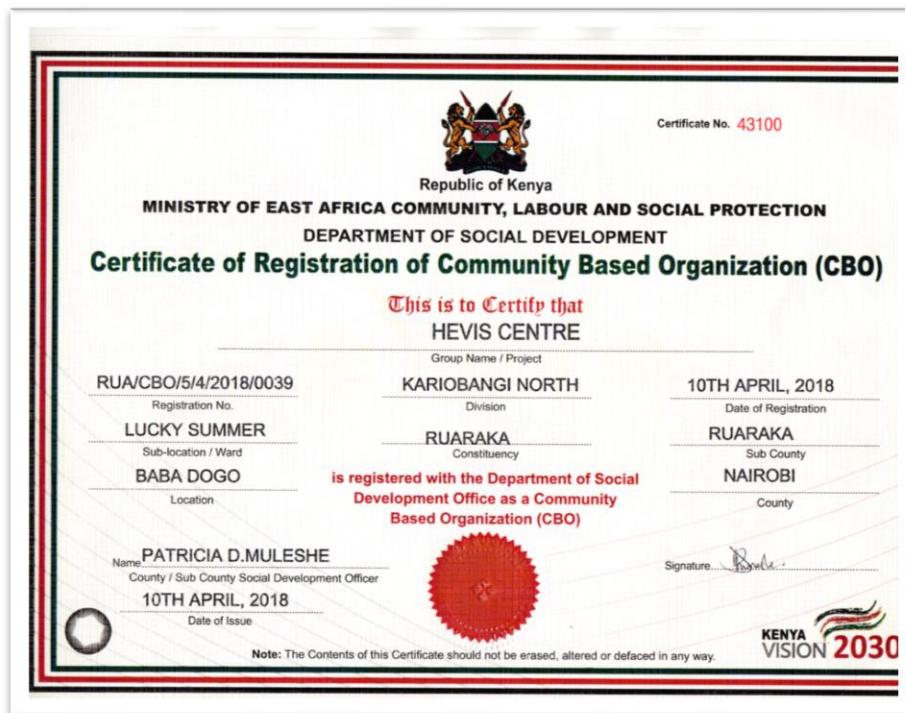 Certificate No. 43100
Republic of Kenya
MINISTRY OF EAST AFRICA COMMUNITY, LABOUR AND SOCIAL PROTECTION
DEPARTMENT OF SOCIAL DEVELOPMENT
Certificate of Registration of Community Based Organization (CBO)
This is to Certify that
HEVIS CENTRE
Group Name / Project
RUA/CBO/5/4/2018/0039 KARIOBANGI NORTH 10TH APRIL, 2018
Registration No. Division Date of Registration
LUCKY SUMMER RUARAKA RUARAKA
Sub-location / Ward Constituency Sub County
BABA DOGO NAIROBI
Location County
is registered with the Department of Social
Development Office as a Community
Based Organization (CBO)
Name PATRICIA D.MULESHE Signature
County / Sub County Social Development Officer
10TH APRIL, 2018
Date of Issue
KENYA
VISION 2030
Note: The Contents of this Certificate should not be erased, altered or defaced in any way.